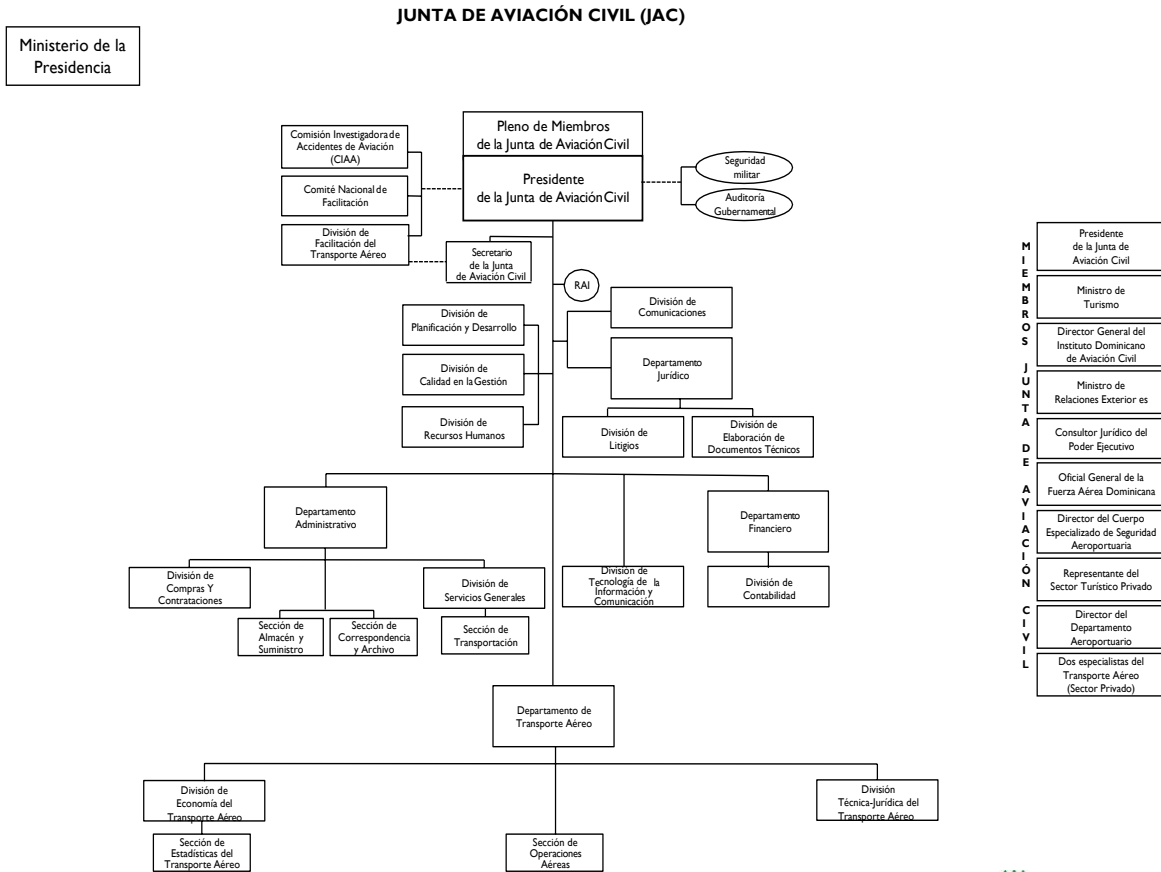 JUNTA DE AVIACIÓN CIVIL (JAC)
Ministerio de la
Presidencia
Pleno de Miembros
de la Junta de Aviación Civil
Presidente
de la Junta de Aviación Civil
Comisión Investigadora de
Accidentes de Aviación
(CIAA)
Comité Nacional de
Facilitación
División de
Facilitación del
Transporte Aéreo
Seguridad
militar
Auditoría
Gubernamental
Secretario
de la Junta
de Aviación Civil
RAI
División de
Planificación y Desarrollo
División de
Calidad en la Gestión
División de
Recursos Humanos
División de
Comunicaciones
Departamento
Jurídico
División de
Litigios
División de
Elaboración de
Documentos Técnicos
Departamento
Administrativo
Departamento
Financiero
División de
Compras Y
Contrataciones
División de
Servicios Generales
División de
Tecnología de la
Información y
Comunicación
División de
Contabilidad
Sección de
Almacén y
Suministro
Sección de
Correspondencia
y Archivo
Sección de
Transportación
Departamento de
Transporte Aéreo
División de
Economía del
Transporte Aéreo
División
Técnica-Jurídica del
Transporte Aéreo
Sección de
Estadísticas del
Transporte Aéreo
Sección de
Operaciones
Aéreas
MIEMBROS JUNTA DE AVIACIÓN CIVIL
Presidente
de la Junta de
Aviación Civil
Ministro de
Turismo
Director General del
Instituto Dominicano
de Aviación Civil
Ministro de
Relaciones Exterior es
Consultor Jurídico del
Poder Ejecutivo
Oficial General de la
Fuerza Aérea Dominicana
Director del Cuerpo
Especializado de Seguridad
Aeroportuaria
Representante del
Sector Turístico Privado
Director del
Departamento
Aeroportuario
Dos especialistas del
Transporte Aéreo
(Sector Privado)